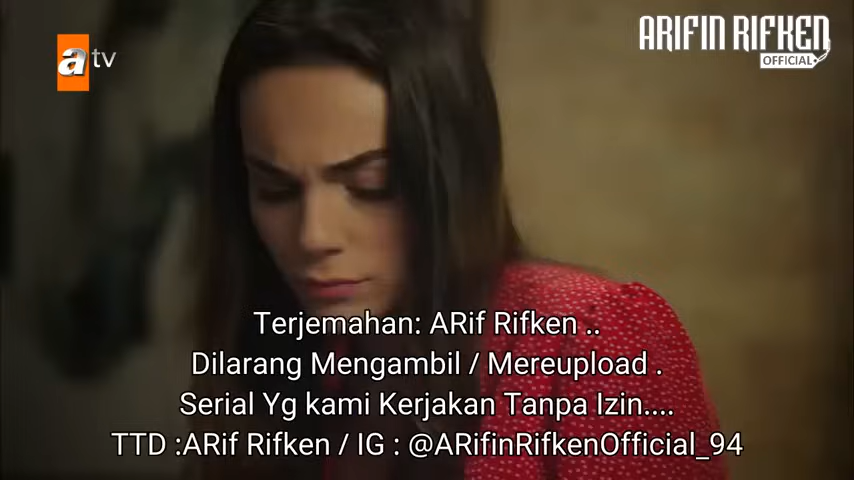 atv
ARIFIN RIFKEN
OFFICIAL
Terjemahan: ARif Rifken ..
Dilarang Mengambil / Mereupload .
Serial Yg kami Kerjakan Tanpa Izin....
TTD :ARif Rifken / IG : @ARifinRifkenOfficial_94